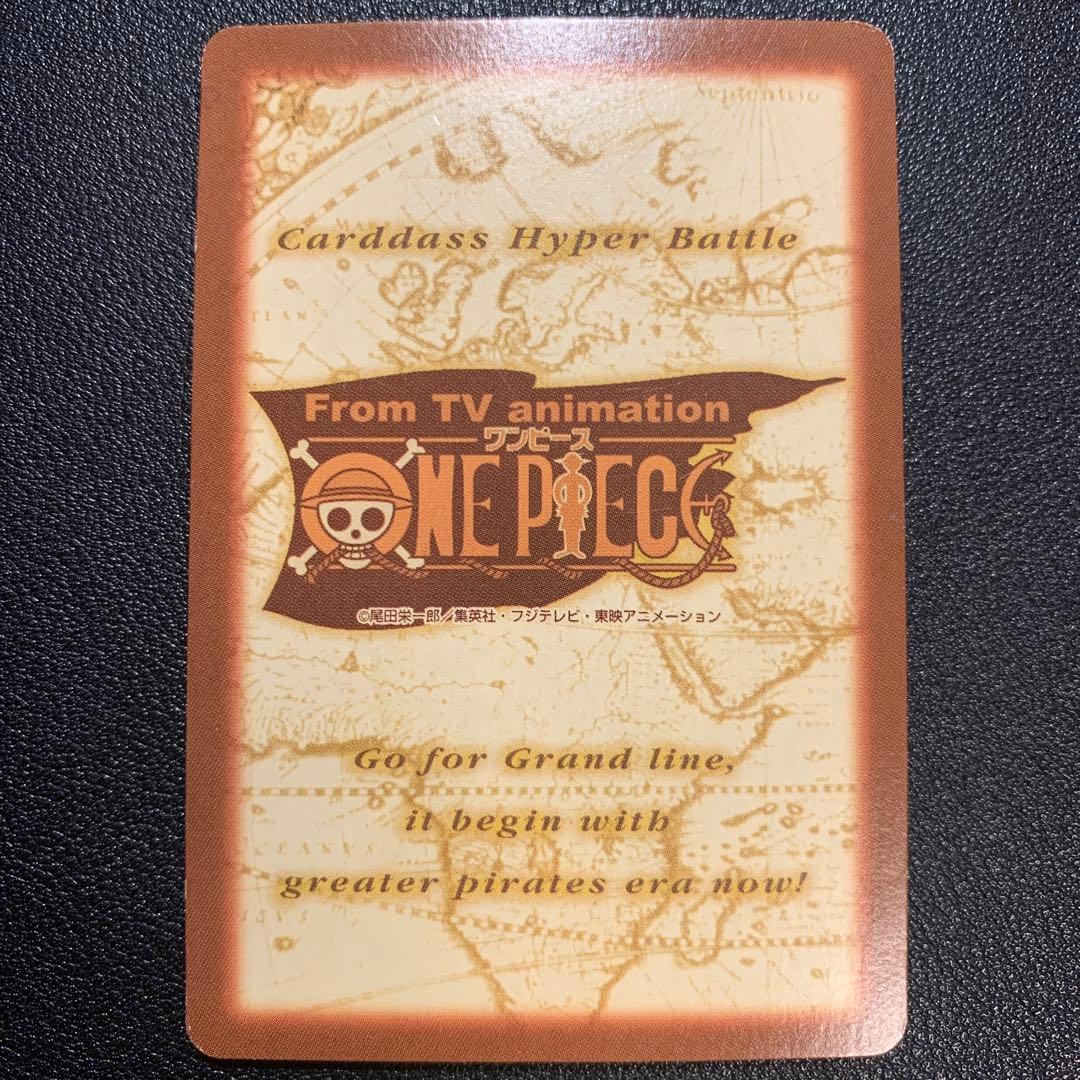 Septentrio
Carddass Hyper Battle
From TV animation
ワンピース
ONE PIECE
©尾田栄一郎／集英社・フジテレビ・東映アニメーション
Go for Grand line,
it begin with
greater pirates era now!